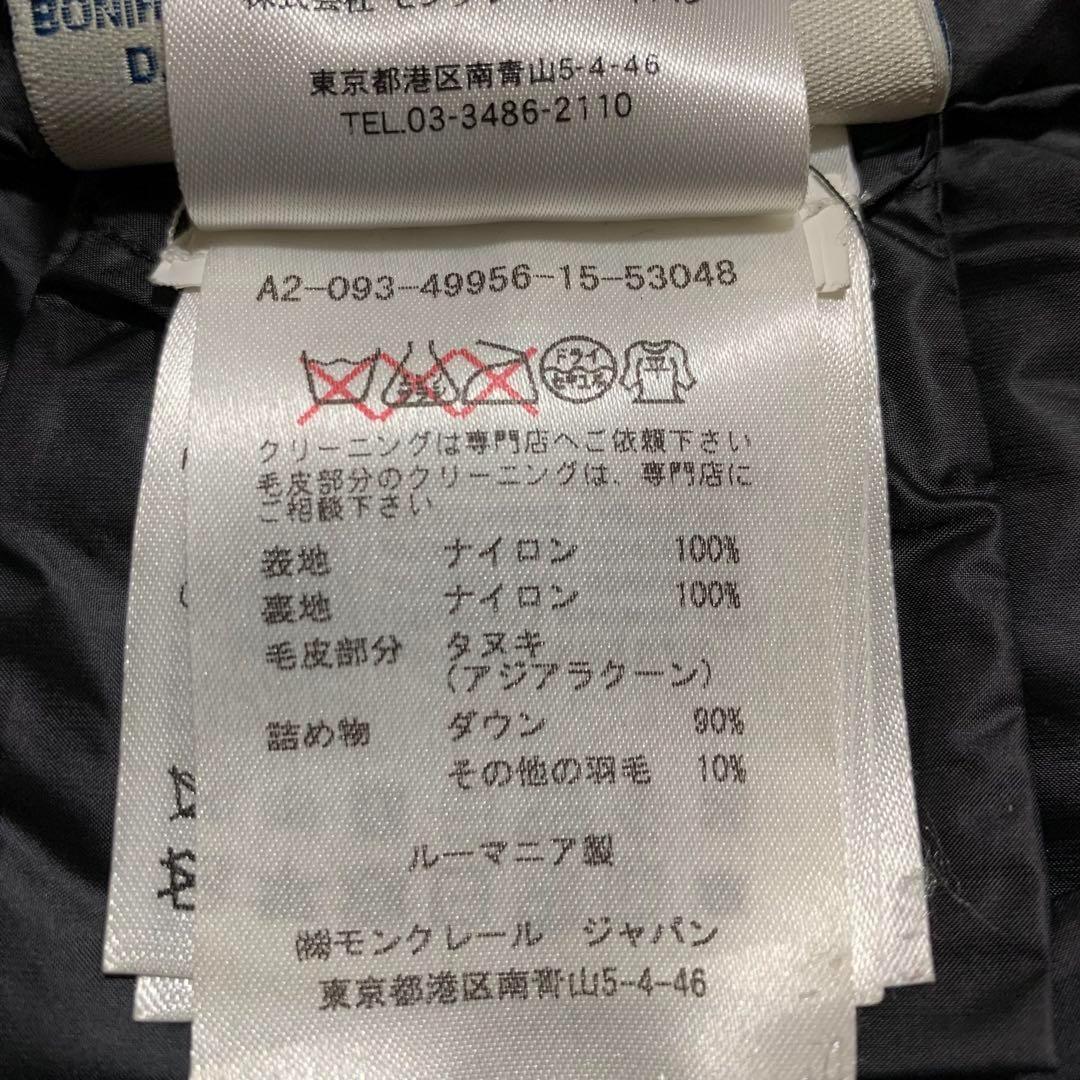 BONIF
D.
東京都港区南青山5-4-46
TEL.03-3486-2110
A2-093-49956-15-53048
ドライ
クリーニングは専門店へご依頼下さい
毛皮部分のクリーニングは、専門店に
ご相談下さい
表地 ナイロン 100%
裏地 ナイロン 100%
毛皮部分 タヌキ
(アジアラクーン)
詰め物 ダウン 90%
その他の羽毛 10%
ルーマニア製
㈱モンクレール ジャパン
東京都港区南青山5-4-46